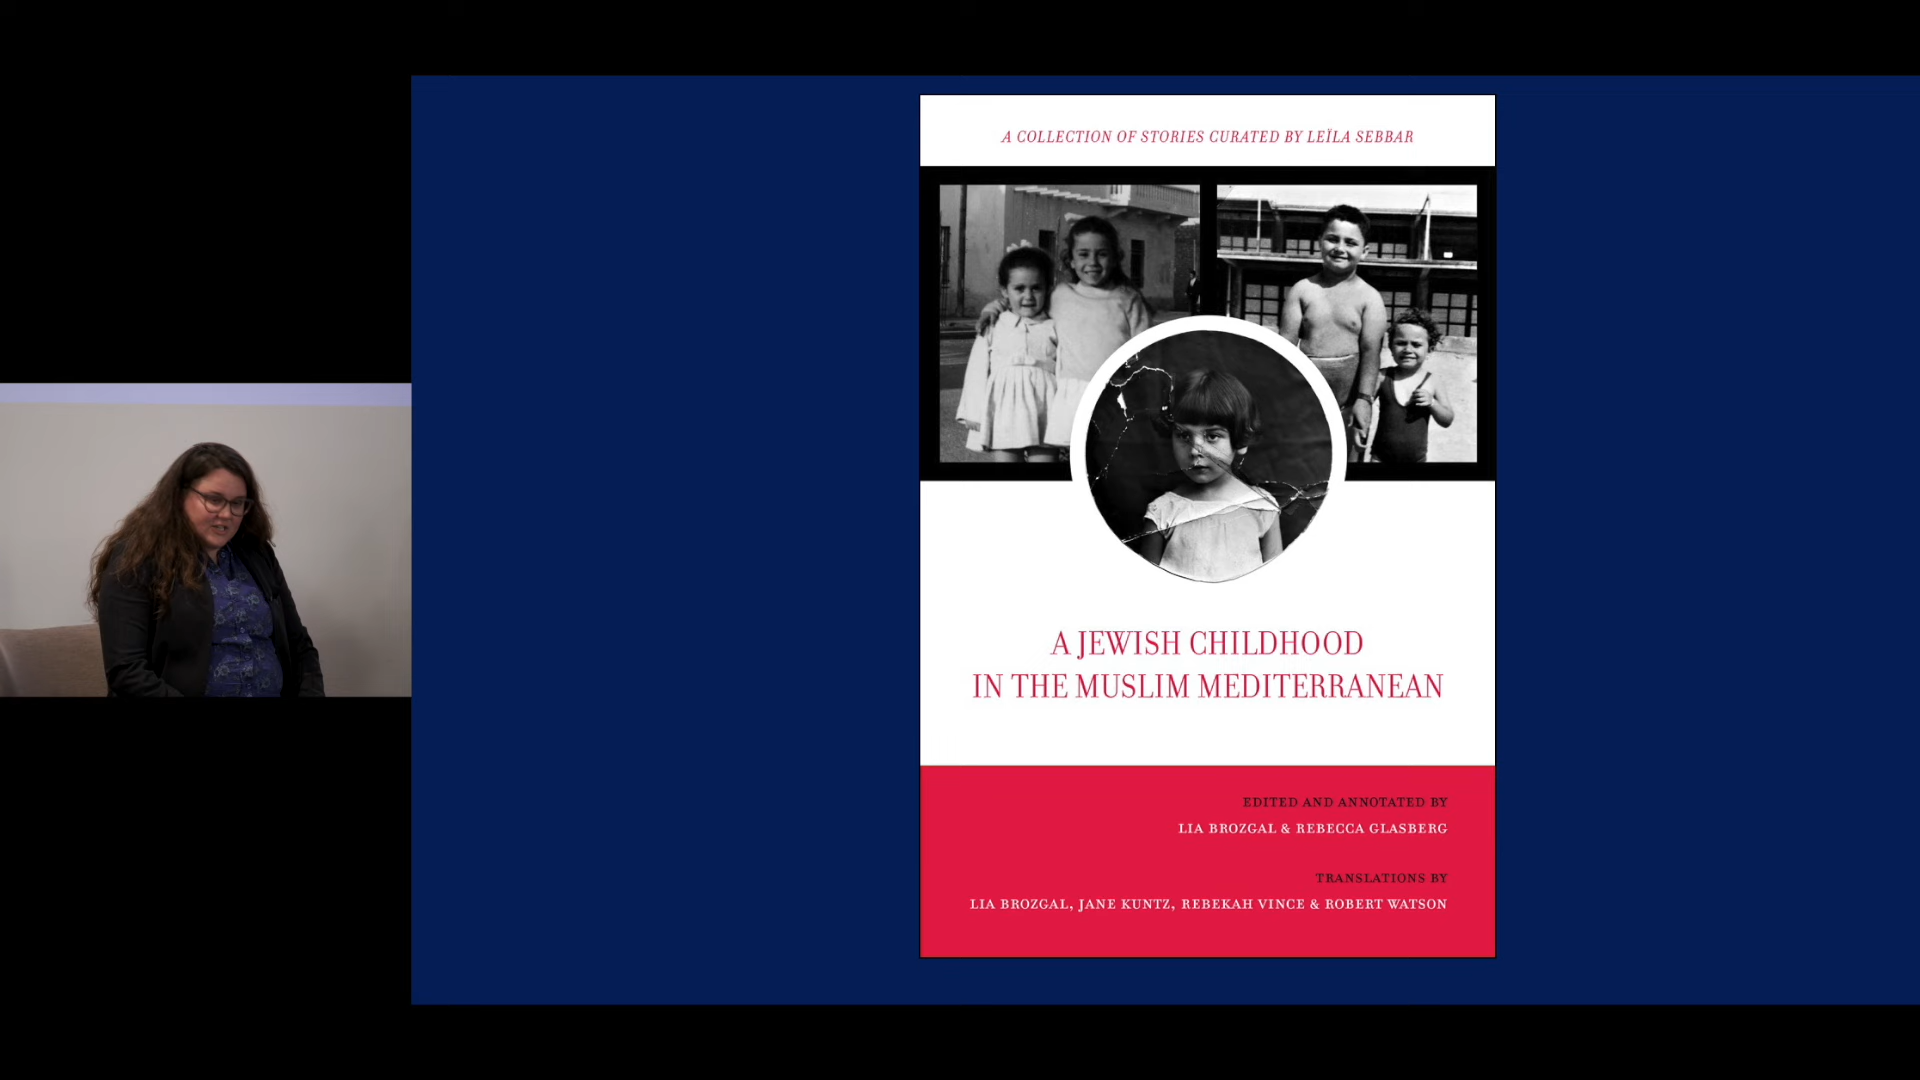 A COLLECTION OF STORIES CURATED BY LEÏLA SEBBAR
A JEWISH CHILDHOOD
IN THE MUSLIM MEDITERRANEAN
EDITED AND ANNOTATED BY
LIA BROZGAL & REBECCA GLASBERG
TRANSLATIONS BY
LIA BROZGAL, JANE KUNTZ, REBEKAH VINCE & ROBERT WATSON